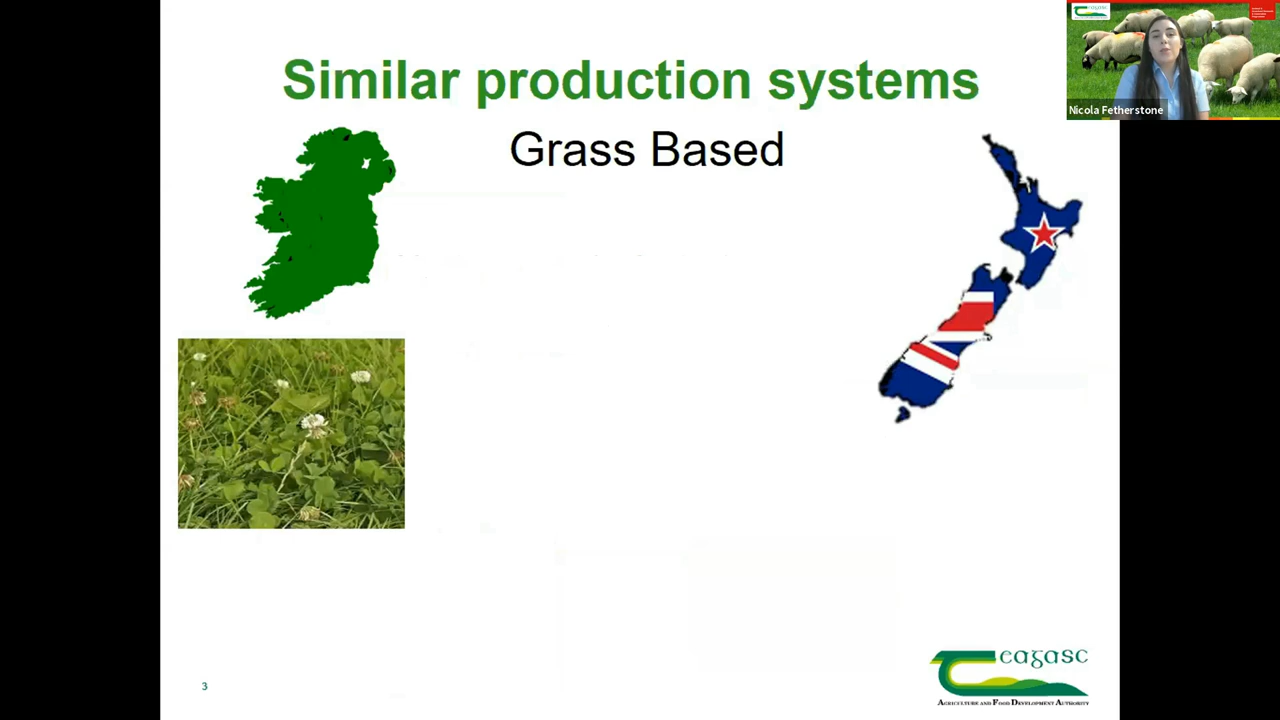 Similar production systems
Grass Based
Nicola Fetherstone
3
teagasc
AGRICULTURE AND FOOD DEVELOPMENT AUTHORITY